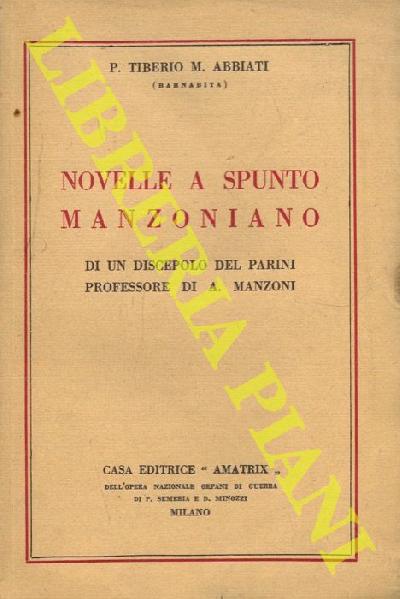 P. TIBERIO M. ABBIATI
(BARNABITA)
NOVELLE A SPUNTO
MANZONIANO
DI UN DISCEPOLO DEL PARINI
PROFESSORE DI A. MANZONI
CASA EDITRICE “ AMATRIX „
DELL'OPERA NAZIONALE ORFANI DI GUERRA
DI P. SEMERIA E D. MINOZZI
MILANO
LIBRERIA PIANI